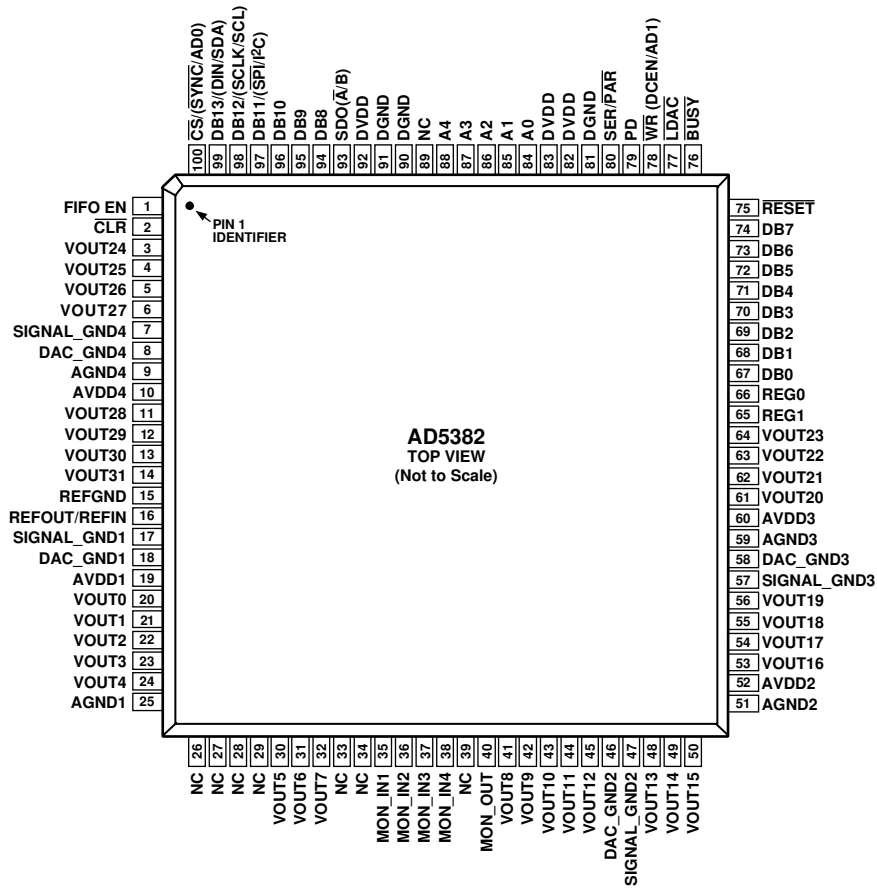 CS/(SYNC/AD0)
DB13/(DIN/SDA)
DB12/(SCLK/SCL)
DB11/(SPI/I²C)
DB10
DB9
DB8
SDO(A/B)
DVDD
DGND
DGND
NC
A4
A3
A2
A1
A0
DVDD
DVDD
DGND
SER/PAR
PD
WR (DCEN/AD1)
LDAC
BUSY
100 99 98 97 96 95 94 93 92 91 90 89 88 87 86 85 84 83 82 81 80 79 78 77 76
FIFO EN 1
CLR 2
VOUT24 3
VOUT25 4
VOUT26 5
VOUT27 6
SIGNAL_GND4 7
DAC_GND4 8
AGND4 9
AVDD4 10
VOUT28 11
VOUT29 12
VOUT30 13
VOUT31 14
REFGND 15
REFOUT/REFIN 16
SIGNAL_GND1 17
DAC_GND1 18
AVDD1 19
VOUT0 20
VOUT1 21
VOUT2 22
VOUT3 23
VOUT4 24
AGND1 25
PIN 1
IDENTIFIER
AD5382
TOP VIEW
(Not to Scale)
75 RESET
74 DB7
73 DB6
72 DB5
71 DB4
70 DB3
69 DB2
68 DB1
67 DB0
66 REG0
65 REG1
64 VOUT23
63 VOUT22
62 VOUT21
61 VOUT20
60 AVDD3
59 AGND3
58 DAC_GND3
57 SIGNAL_GND3
56 VOUT19
55 VOUT18
54 VOUT17
53 VOUT16
52 AVDD2
51 AGND2
26 27 28 29 30 31 32 33 34 35 36 37 38 39 40 41 42 43 44 45 46 47 48 49 50
NC
NC
NC
NC
VOUT5
VOUT6
VOUT7
NC
NC
MON_IN1
MON_IN2
MON_IN3
MON_IN4
NC
MON_OUT
VOUT8
VOUT9
VOUT10
VOUT11
VOUT12
DAC_GND2
SIGNAL_GND2
VOUT13
VOUT14
VOUT15